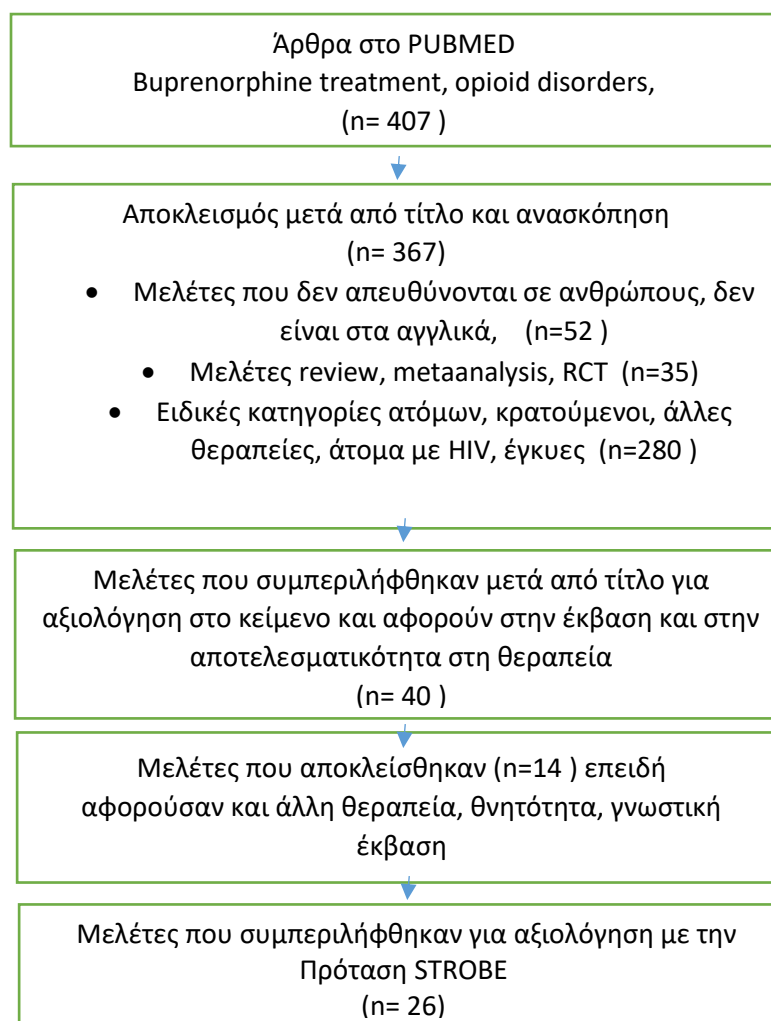 Άρθρα στο PUBMED
Buprenorphine treatment, opioid disorders,
(n= 407 )
Αποκλεισμός μετά από τίτλο και ανασκόπηση
(n= 367)
• Μελέτες που δεν απευθύνονται σε ανθρώπους, δεν
είναι στα αγγλικά, (n=52 )
• Μελέτες review, metaanalysis, RCT (n=35)
• Ειδικές κατηγορίες ατόμων, κρατούμενοι, άλλες
θεραπείες, άτομα με HIV, έγκυες (n=280 )
Μελέτες που συμπεριλήφθηκαν μετά από τίτλο για
αξιολόγηση στο κείμενο και αφορούν στην έκβαση και στην
αποτελεσματικότητα στη θεραπεία
(n= 40 )
Μελέτες που αποκλείσθηκαν (n=14 ) επειδή
αφορούσαν και άλλη θεραπεία, θνητότητα, γνωστική
έκβαση
Μελέτες που συμπεριλήφθηκαν για αξιολόγηση με την
Πρόταση STROBE
(n= 26)